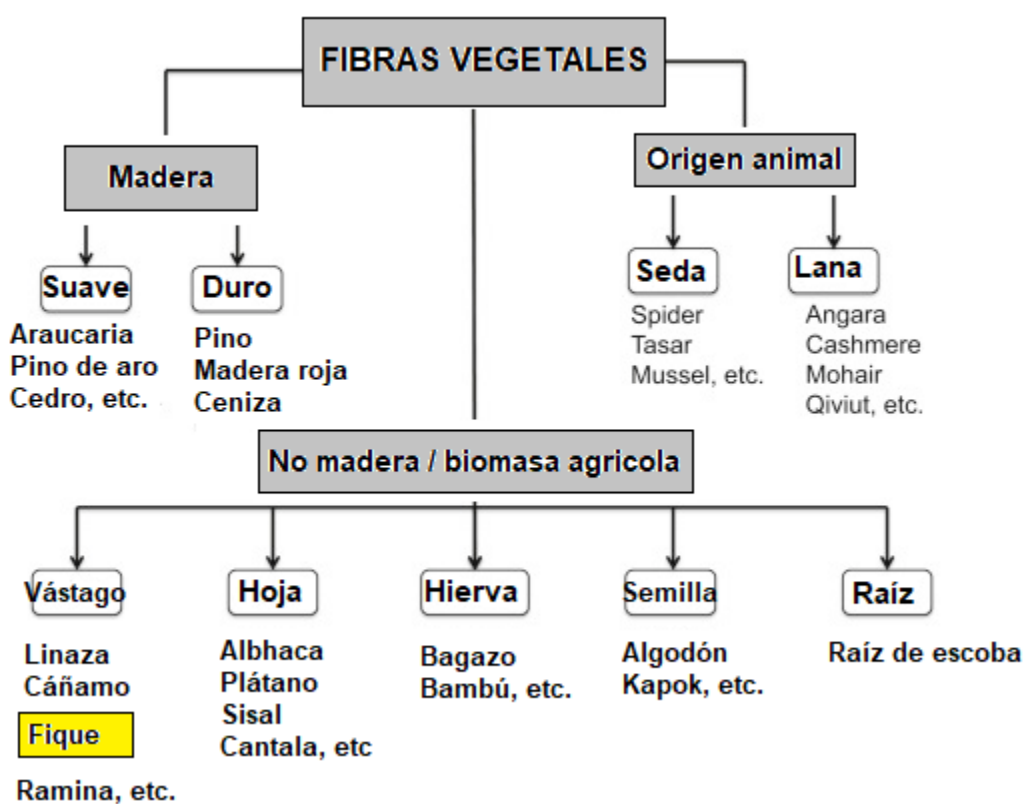 FIBRAS VEGETALES
Madera
Origen animal
Suave
Araucaria
Pino de aro
Cedro, etc.
Duro
Pino
Madera roja
Ceniza
Seda
Spider
Tasar
Mussel, etc.
Lana
Angara
Cashmere
Mohair
Qiviut, etc.
No madera / biomasa agricola
Vástago
Linaza
Cáñamo
Fique
Ramina, etc.
Hoja
Albhaca
Plátano
Sisal
Cantala, etc
Hierva
Bagazo
Bambú, etc.
Semilla
Algodón
Kapok, etc.
Raíz
Raíz de escoba